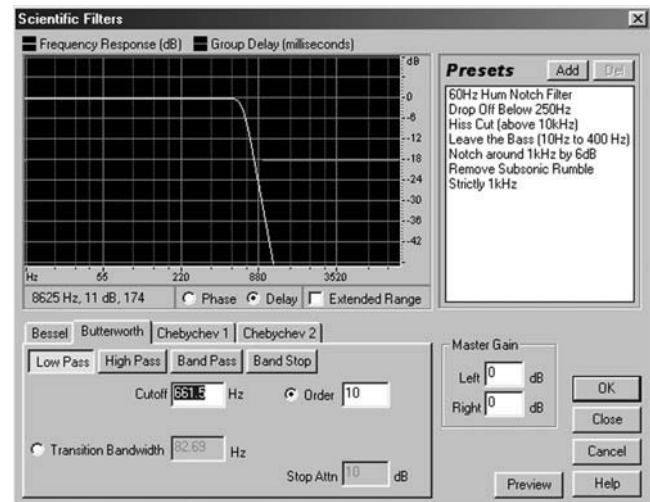 Scientific Filters
Frequency Response (dB) Group Delay (milliseconds)
dB
-0
--6
--12
--18
--24
--30
--36
--42
Hz 55 220 880 3520
8625 Hz, 11 dB, 174 Phase Delay Extended Range
Presets Add Del
60Hz Hum Notch Filter
Drop Off Below 250Hz
Hiss Cut (above 10kHz)
Leave the Bass (10Hz to 400 Hz)
Notch around 1kHz by 6dB
Remove Subsonic Rumble
Strictly 1kHz
Bessel Butterworth Chebychev 1 Chebychev 2
Low Pass High Pass Band Pass Band Stop
Cutoff 661.5 Hz Order 10
Transition Bandwidth 82.69 Hz
Stop Attn 10 dB
Master Gain
Left 0 dB
Right 0 dB
OK
Close
Cancel
Preview Help